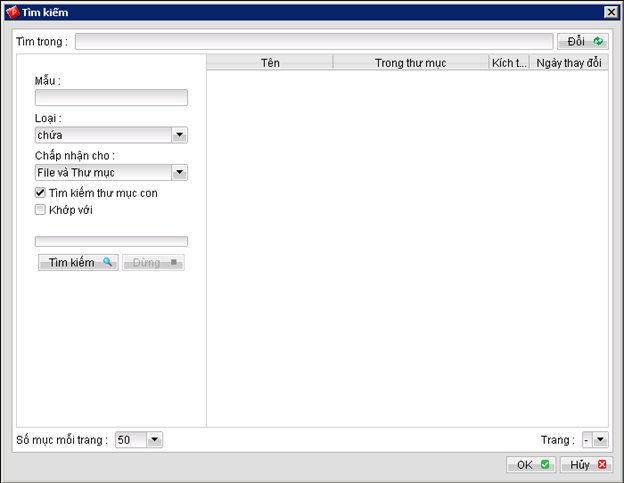 Tìm kiếm
Tìm trong :
Đổi
Tên Trong thư mục Kích t... Ngày thay đổi
Mẫu :
Loại :
chứa
Chấp nhận cho :
File và Thư mục
Tìm kiếm thư mục con
Khớp với
Tìm kiếm Dừng
Số mục mỗi trang : 50 Trang : -
OK Hủy